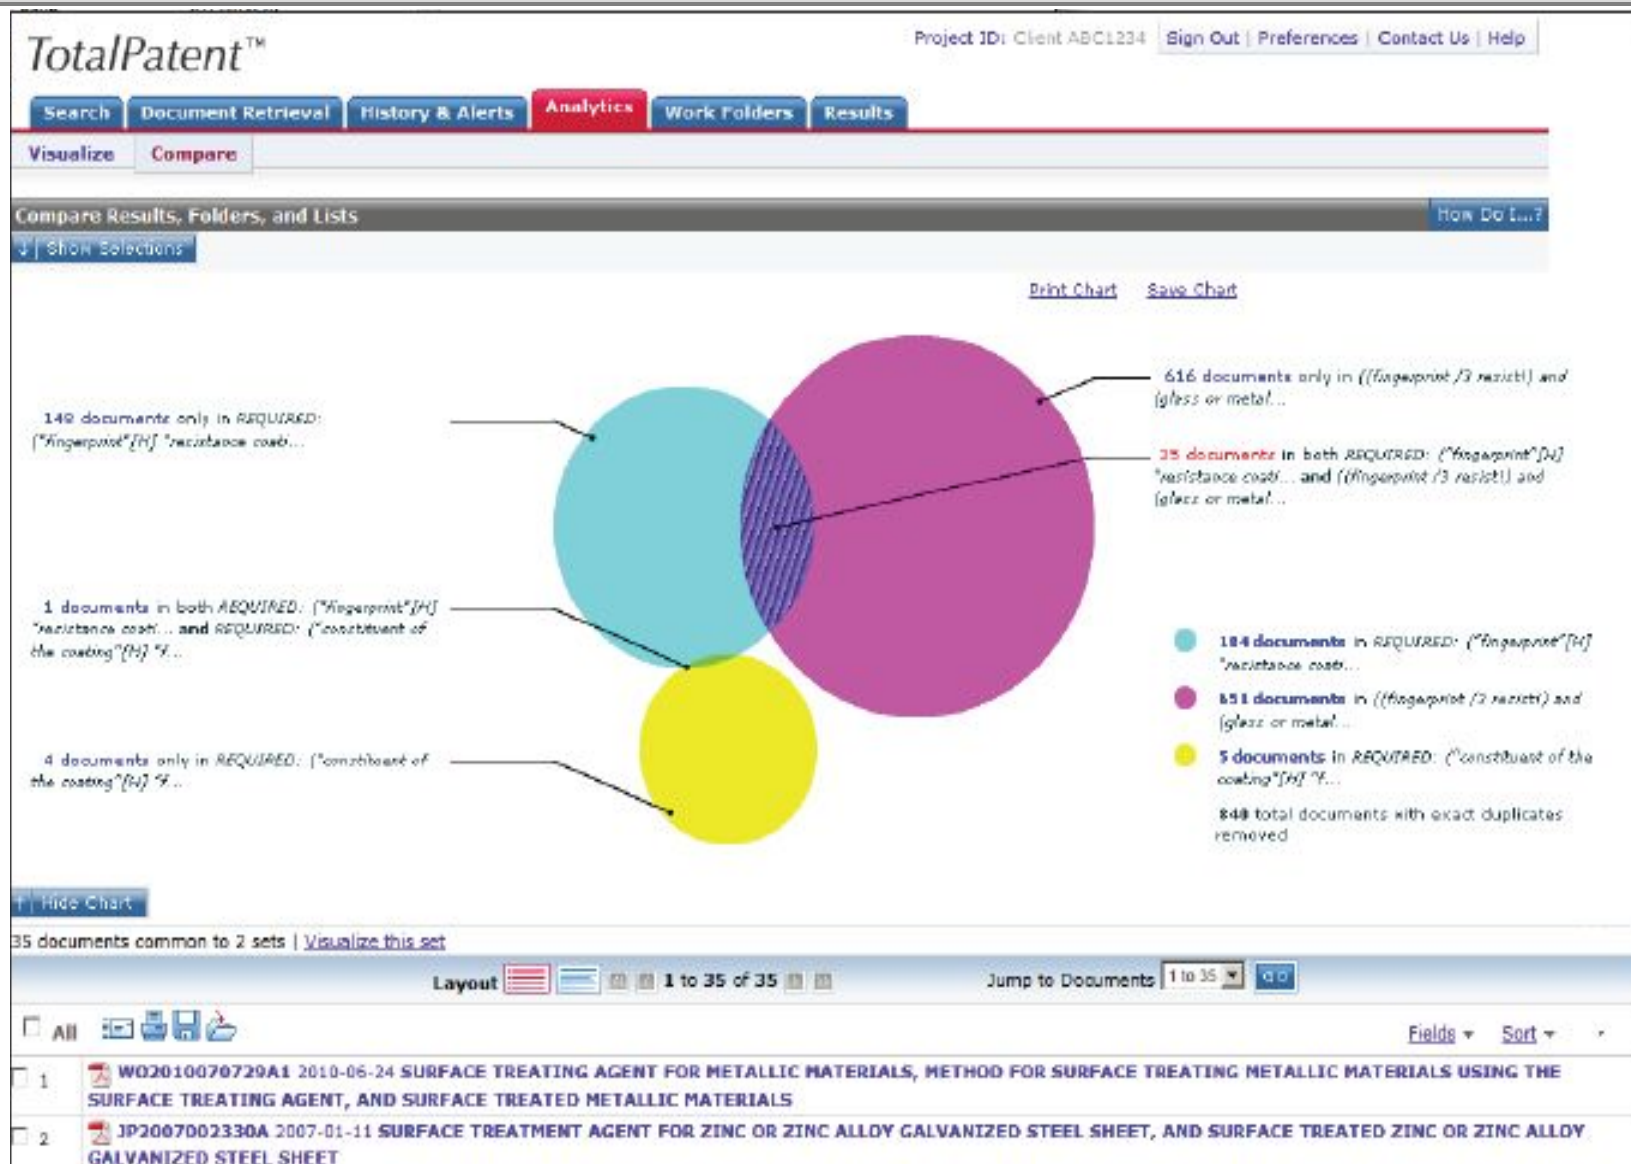 TotalPatent™
Project ID: Client ABC1234 Sign Out | Preferences | Contact Us | Help
Search Document Retrieval History & Alerts Analytics Work Folders Results
Visualize Compare
Compare Results, Folders, and Lists How Do I...?
↓ | Show Selections
Print Chart Save Chart
148 documents only in REQUIRED:
("fingerprint"[H] "resistance coati...
616 documents only in ((fingerprint /3 resist!) and
(glass or metal...
35 documents in both REQUIRED: ("fingerprint"[H]
"resistance coati... and ((fingerprint /3 resist!) and
(glass or metal...
1 documents in both REQUIRED: ("fingerprint"[H]
"resistance coati... and REQUIRED: ("constituent of
the coating"[H] "f...
4 documents only in REQUIRED: ("constituent of
the coating"[H] "f...
184 documents in REQUIRED: ("fingerprint"[H]
"resistance coati...
651 documents in ((fingerprint /3 resist!) and
(glass or metal...
5 documents in REQUIRED: ("constituent of the
coating"[H] "f...
total documents with exact duplicates
removed
↑ | Hide Chart
35 documents common to 2 sets | Visualize this set
Layout 1 to 35 of 35 Jump to Documents 1 to 35 GO
All Fields Sort
1 WO2010070729A1 2010-06-24 SURFACE TREATING AGENT FOR METALLIC MATERIALS, METHOD FOR SURFACE TREATING METALLIC MATERIALS USING THE
SURFACE TREATING AGENT, AND SURFACE TREATED METALLIC MATERIALS
2 JP2007002330A 2007-01-11 SURFACE TREATMENT AGENT FOR ZINC OR ZINC ALLOY GALVANIZED STEEL SHEET, AND SURFACE TREATED ZINC OR ZINC ALLOY
GALVANIZED STEEL SHEET